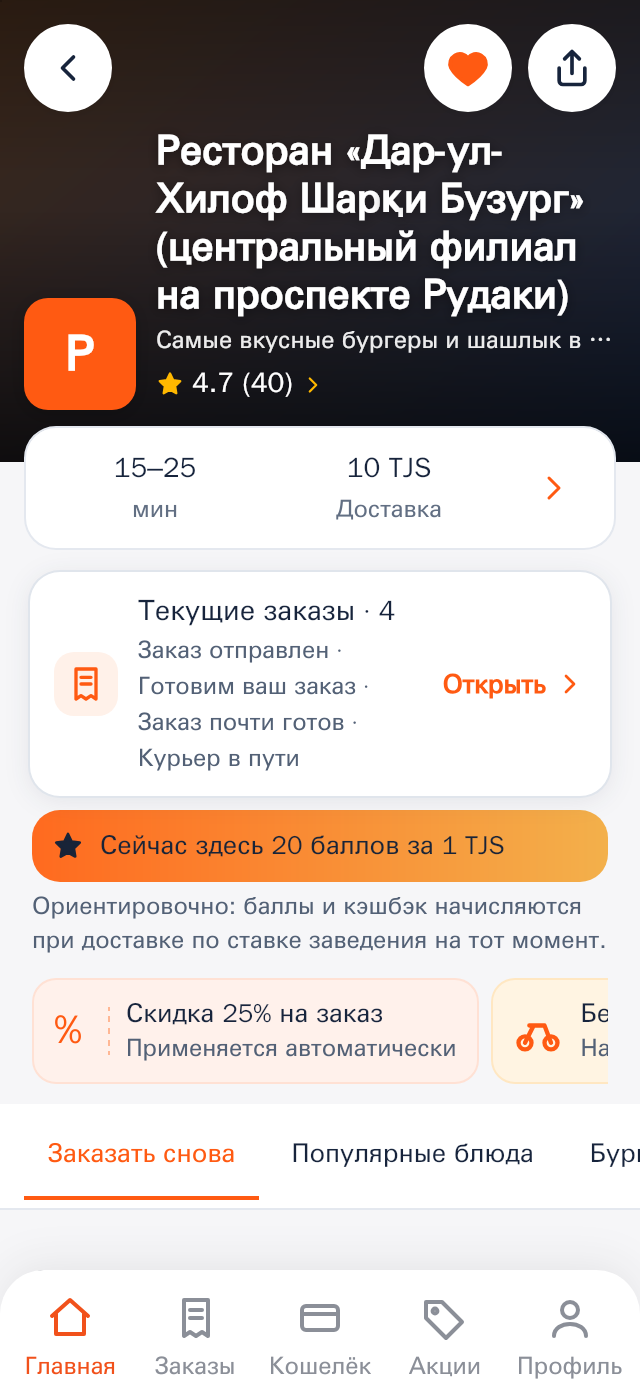 Ресторан «Дар-ул-
Хилоф Шарқи Бузург»
(центральный филиал
на проспекте Рудаки)
Р
Самые вкусные бургеры и шашлык в ···
4.7 (40)
15–25
мин
10 TJS
Доставка
Текущие заказы · 4
Заказ отправлен ·
Готовим ваш заказ ·
Заказ почти готов ·
Курьер в пути
Открыть
Сейчас здесь 20 баллов за 1 TJS
Ориентировочно: баллы и кэшбэк начисляются
при доставке по ставке заведения на тот момент.
%
Скидка 25% на заказ
Применяется автоматически
Бе
На
Заказать снова
Популярные блюда
Бур
Главная
Заказы
Кошелёк
Акции
Профиль